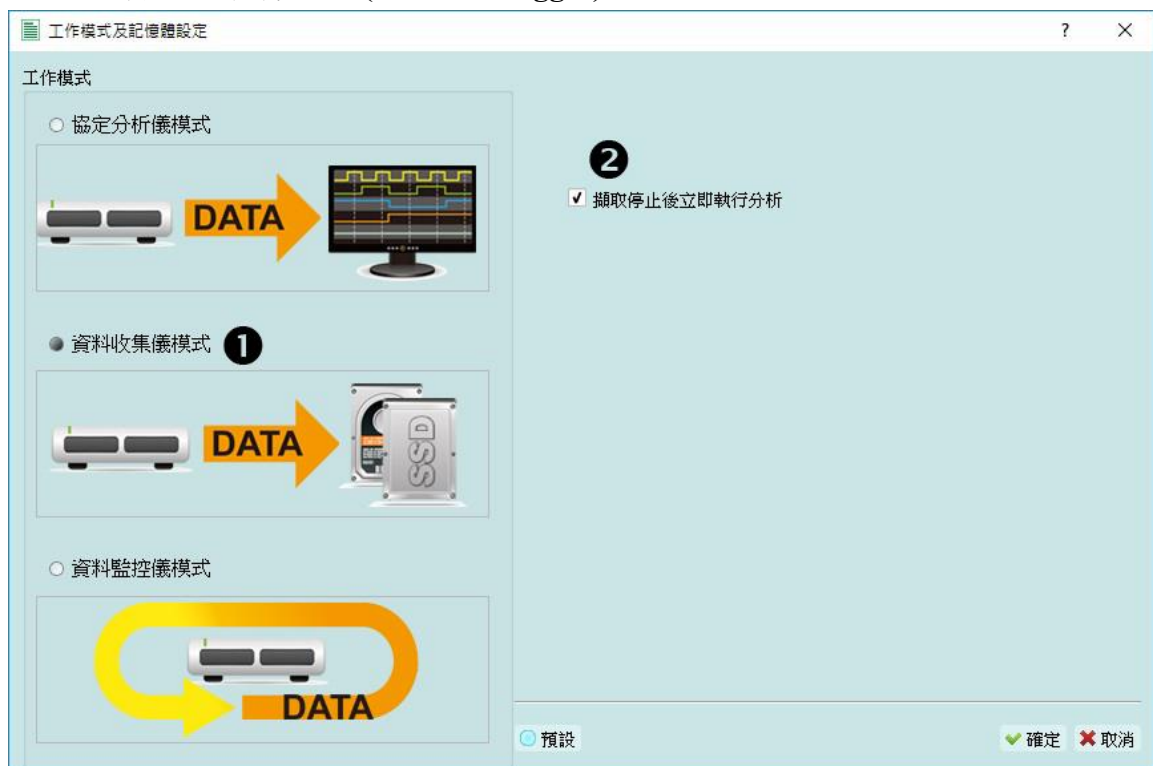 工作模式及記憶體設定 ? ×
工作模式
協定分析儀模式
DATA
資料收集儀模式 ❶
DATA
SSD
資料監控儀模式
DATA
❷
擷取停止後立即執行分析
預設 確定 取消